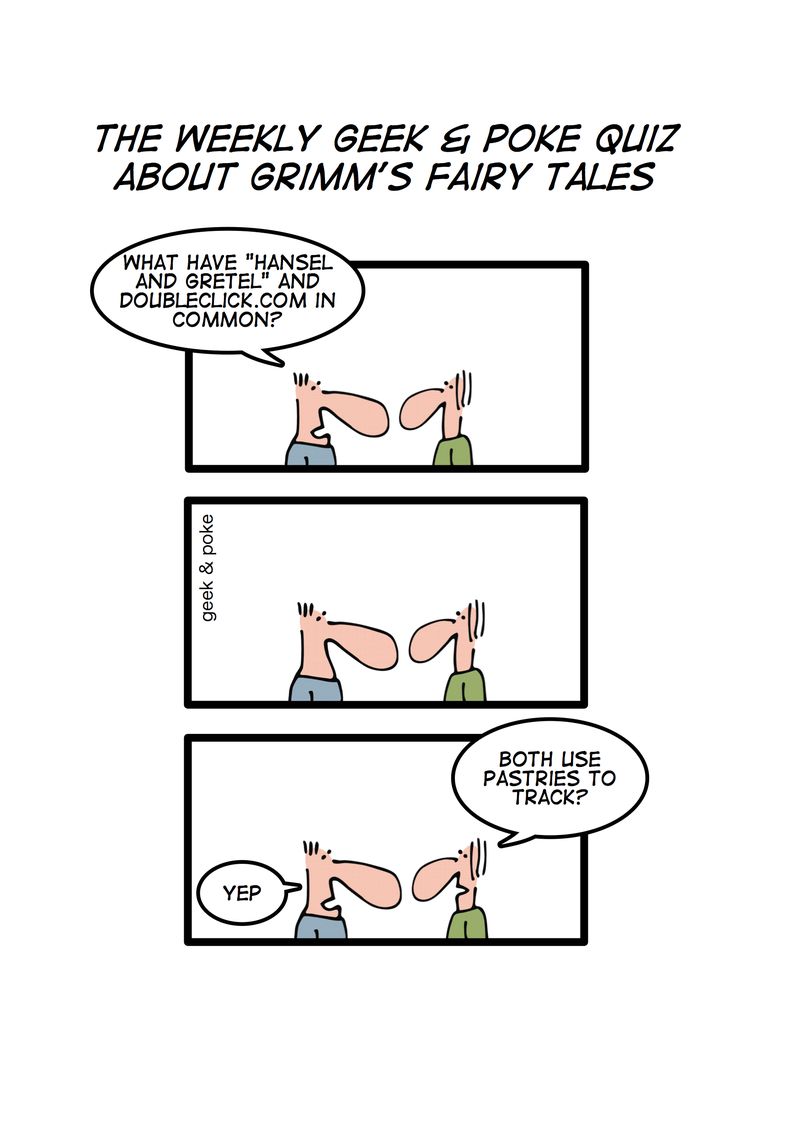 THE WEEKLY GEEK & POKE QUIZ
ABOUT GRIMM'S FAIRY TALES
WHAT HAVE "HANSEL
AND GRETEL" AND
DOUBLECLICK.COM IN
COMMON?
geek & poke
BOTH USE
PASTRIES TO
TRACK?
YEP